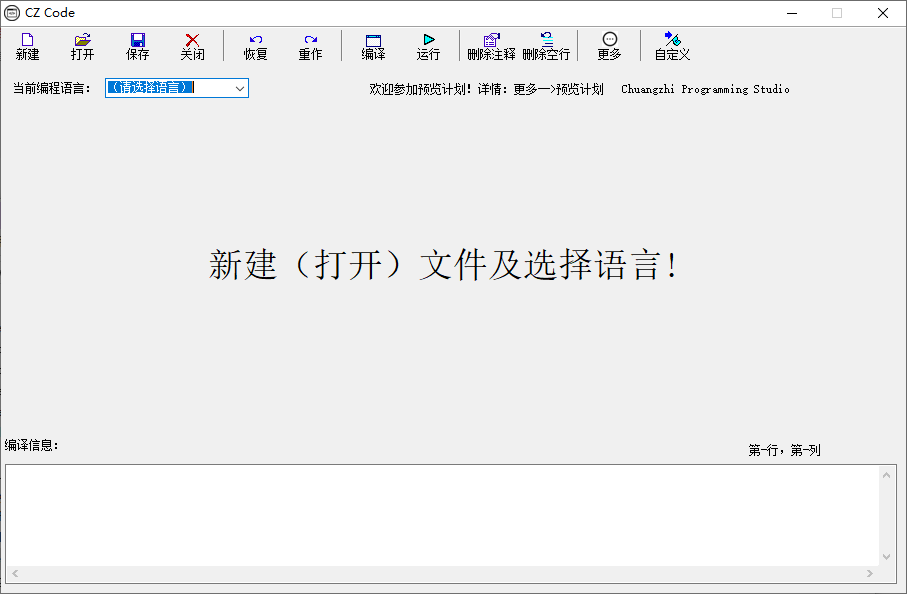 CZ Code
新建 打开 保存 关闭 恢复 重作 编译 运行 删除注释 删除空行 更多 自定义
当前编程语言： （请选择语言） 欢迎参加预览计划！详情：更多—>预览计划 Chuangzhi Programming Studio
新建（打开）文件及选择语言！
编译信息：
第-行，第-列